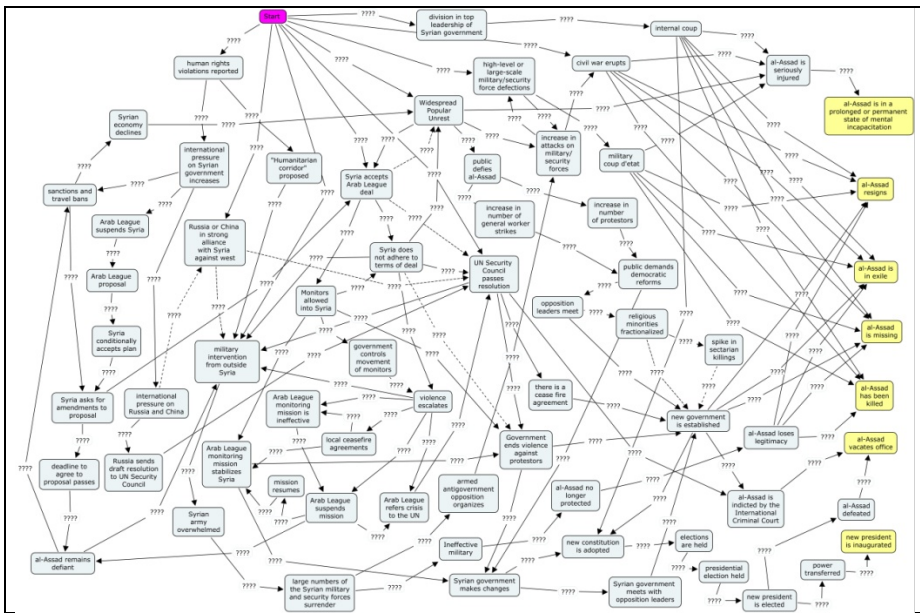 Start
division in top
leadership of
Syrian government
internal coup
human rights
violations reported
high-level or
large-scale
military/security
force defections
civil war erupts
al-Assad is
seriously
injured
al-Assad is in a
prolonged or permanent
state of mental
incapacitation
Syrian
economy
declines
Widespread
Popular
Unrest
international
pressure
on Syrian
government
increases
"Humanitarian
corridor"
proposed
Syria accepts
Arab League
deal
public
defies
al-Assad
increase in
attacks on
military/
security
forces
military
coup d'etat
sanctions and
travel bans
al-Assad
resigns
Arab League
suspends Syria
Russia or China
in strong
alliance
with Syria
against west
increase in
number of
general worker
strikes
increase in
number
of protestors
Arab League
proposal
Syria does
not adhere to
terms of deal
UN Security
Council
passes
resolution
public demands
democratic
reforms
al-Assad is
in exile
Monitors
allowed
into Syria
opposition
leaders meet
religious
minorities
fractionalized
spike in
sectarian
killings
al-Assad
is missing
Syria
conditionally
accepts plan
military
intervention
from outside
Syria
government
controls
movement
of monitors
Syria asks for
amendments to
proposal
international
pressure on
Russia and China
Arab League
monitoring
mission is
ineffective
violence
escalates
there is a
cease fire
agreement
new government
is established
al-Assad
has been
killed
al-Assad loses
legitimacy
al-Assad
vacates office
deadline to
agree to
proposal passes
Russia sends
draft resolution
to UN Security
Council
Arab League
monitoring
mission
stabilizes
Syria
local ceasefire
agreements
Government
ends violence
against
protestors
mission
resumes
Arab League
suspends
mission
Arab League
refers crisis
to the UN
armed
antigovernment
opposition
organizes
al-Assad no
longer
protected
al-Assad is
indicted by the
International
Criminal Court
al-Assad
defeated
Syrian
army
overwhelmed
Ineffective
military
new constitution
is adopted
elections
are held
new president
is inaugurated
al-Assad remains
defiant
large numbers of
the Syrian military
and security forces
surrender
Syrian government
makes changes
Syrian government
meets with
opposition leaders
presidential
election held
power
transferred
new president
is elected